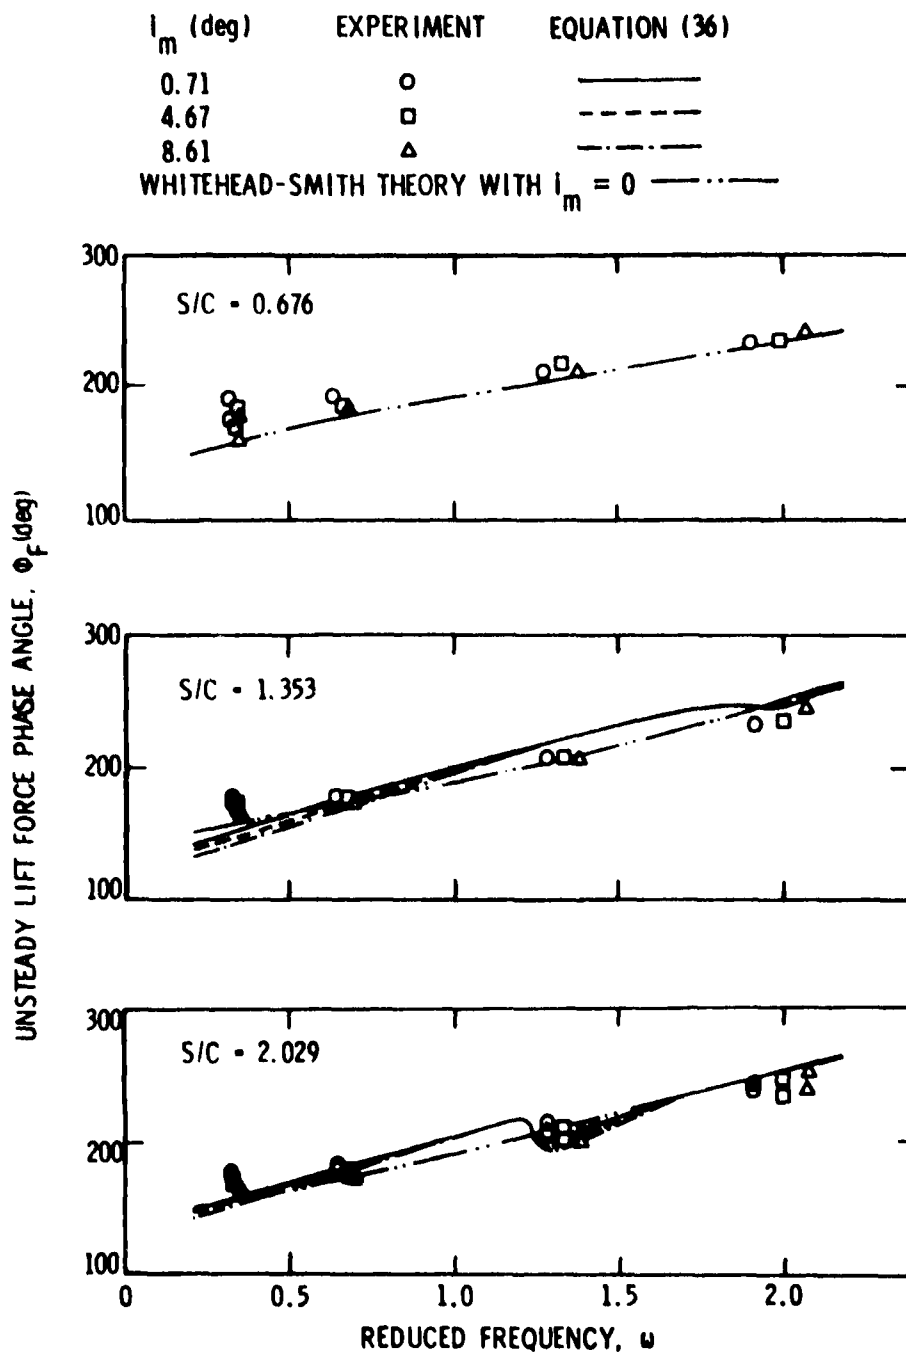 i_m (deg) EXPERIMENT EQUATION (36)
0.71
4.67
8.61
WHITEHEAD-SMITH THEORY WITH i_m = 0
UNSTEADY LIFT FORCE PHASE ANGLE, Φ_F (deg)
300
S/C = 0.676
200
100
300
S/C = 1.353
200
100
300
S/C = 2.029
200
100
0 0.5 1.0 1.5 2.0
REDUCED FREQUENCY, ω